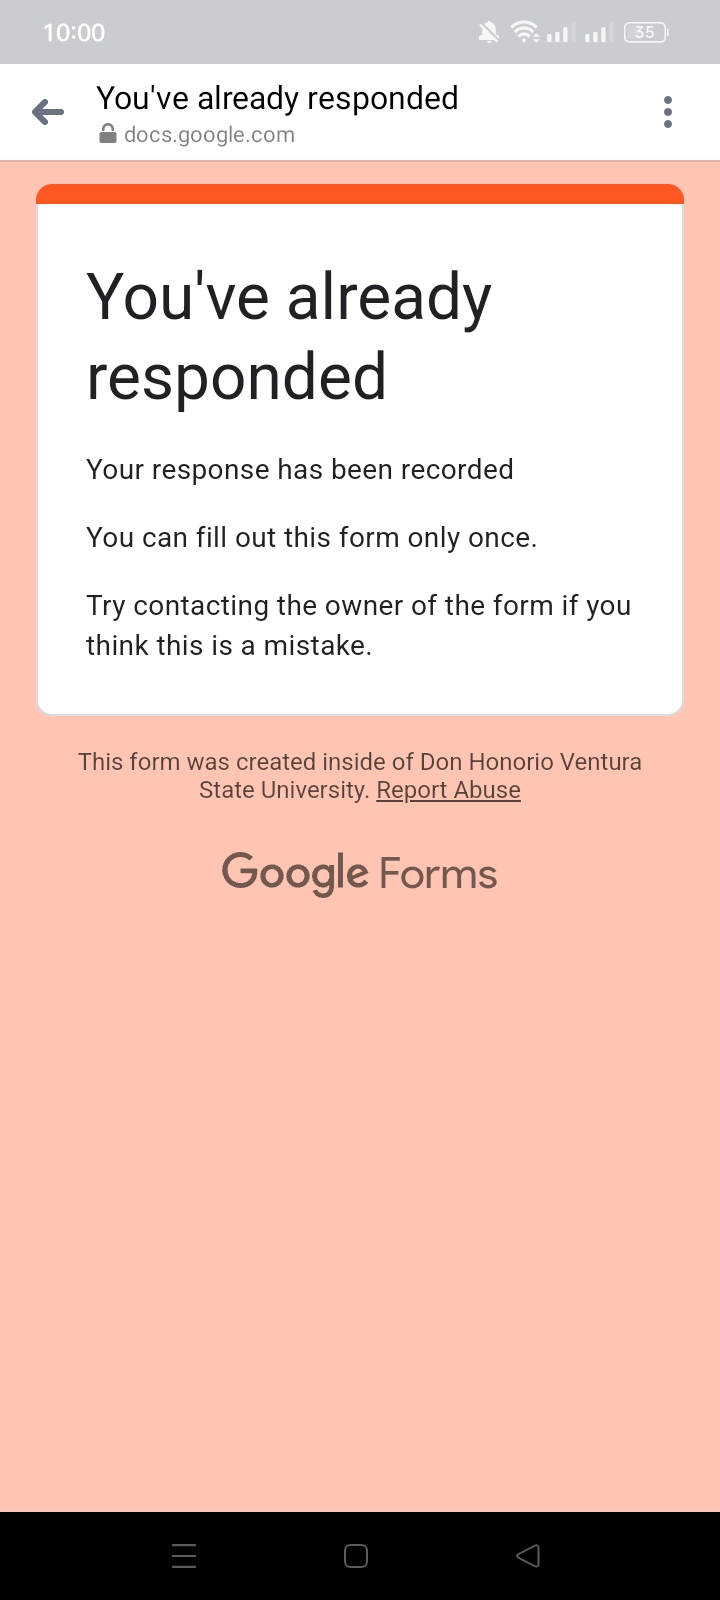 10:00
35
You've already responded
docs.google.com
You've already
responded
Your response has been recorded
You can fill out this form only once.
Try contacting the owner of the form if you
think this is a mistake.
This form was created inside of Don Honorio Ventura
State University. Report Abuse
Google Forms